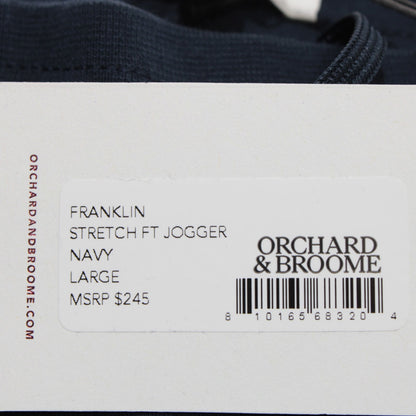 ORCHARDANDBROOME.COM
FRANKLIN
STRETCH FT JOGGER
NAVY
LARGE
MSRP $245
ORCHARD
& BROOME
8 10165 68320 4